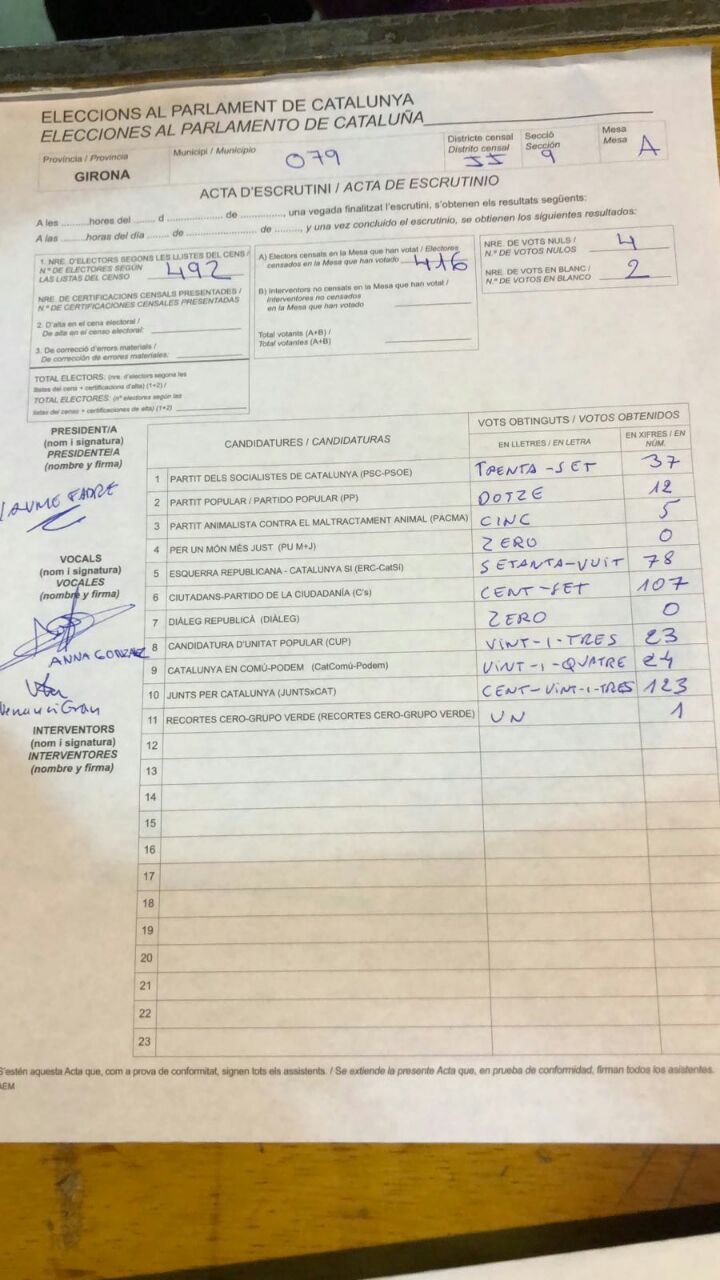 ELECCIONS AL PARLAMENT DE CATALUNYA
ELECCIONES AL PARLAMENTO DE CATALUÑA
Província / Provincia
GIRONA
Municipi / Municipio
079
Districte censal
Distrito censal
JJ
Secció
Sección
9
Mesa
Mesa
A
ACTA D'ESCRUTINI / ACTA DE ESCRUTINIO
A les ..........hores del ........ d .................... de .............., una vegada finalitzat l'escrutini, s'obtenen els resultats següents:
A las .........horas del día ........ de .................... de ........., y una vez concluido el escrutinio, se obtienen los siguientes resultados:
1. NRE. D'ELECTORS SEGONS LES LLISTES DEL CENS /
N.º DE ELECTORES SEGÚN
LAS LISTAS DEL CENSO
492
NRE. DE CERTIFICACIONS CENSALS PRESENTADES /
N.º DE CERTIFICACIONES CENSALES PRESENTADAS
2. D'alta en el cens electoral /
De alta en el censo electoral:
3. De correcció d'errors materials /
De corrección de errores materiales:
TOTAL ELECTORS: (nre. d'electors segons les
llistes del cens + certificacions d'alta) (1+2) /
TOTAL ELECTORES: (nº electores según las
listas del censo + certificados de alta) (1+2)
A) Electors censats en la Mesa que han votat / Electores
censados en la Mesa que han votado
416
B) Interventors no censats en la Mesa que han votat /
Interventores no censados
en la Mesa que han votado
Total votants (A+B) /
Total votantes (A+B)
NRE. DE VOTS NULS /
N.º DE VOTOS NULOS
4
NRE. DE VOTS EN BLANC /
N.º DE VOTOS EN BLANCO
2
PRESIDENT/A
(nom i signatura)
PRESIDENTE/A
(nombre y firma)
VOCALS
(nom i signatura)
VOCALES
(nombre y firma)
ANNA GONZAEZ
INTERVENTORS
(nom i signatura)
INTERVENTORES
(nombre y firma)
CANDIDATURES / CANDIDATURAS
VOTS OBTINGUTS / VOTOS OBTENIDOS
EN LLETRES / EN LETRA
EN XIFRES / EN NÚM.
1 PARTIT DELS SOCIALISTES DE CATALUNYA (PSC-PSOE) TRENTA-SET 37
2 PARTIT POPULAR / PARTIDO POPULAR (PP) DOTZE 12
3 PARTIT ANIMALISTA CONTRA EL MALTRACTAMENT ANIMAL (PACMA) CINC 5
4 PER UN MÓN MÉS JUST (PU M+J) ZERO 0
5 ESQUERRA REPUBLICANA - CATALUNYA SI (ERC-CatSí) SETANTA-VUIT 78
6 CIUTADANS-PARTIDO DE LA CIUDADANÍA (C's) CENT-SET 107
7 DIÀLEG REPUBLICÀ (DIÀLEG) ZERO 0
8 CANDIDATURA D'UNITAT POPULAR (CUP) VINT-I-TRES 23
9 CATALUNYA EN COMÚ-PODEM (CatComú-Podem) VINT-I-QUATRE 24
10 JUNTS PER CATALUNYA (JUNTSxCAT) CENT-VINT-I-TRES 123
11 RECORTES CERO-GRUPO VERDE (RECORTES CERO-GRUPO VERDE) UN 1
12
13
14
15
16
17
18
19
20
21
22
23
S'estén aquesta Acta que, com a prova de conformitat, signen tots els assistents. / Se extiende la presente Acta que, en prueba de conformidad, firman todos los asistentes.